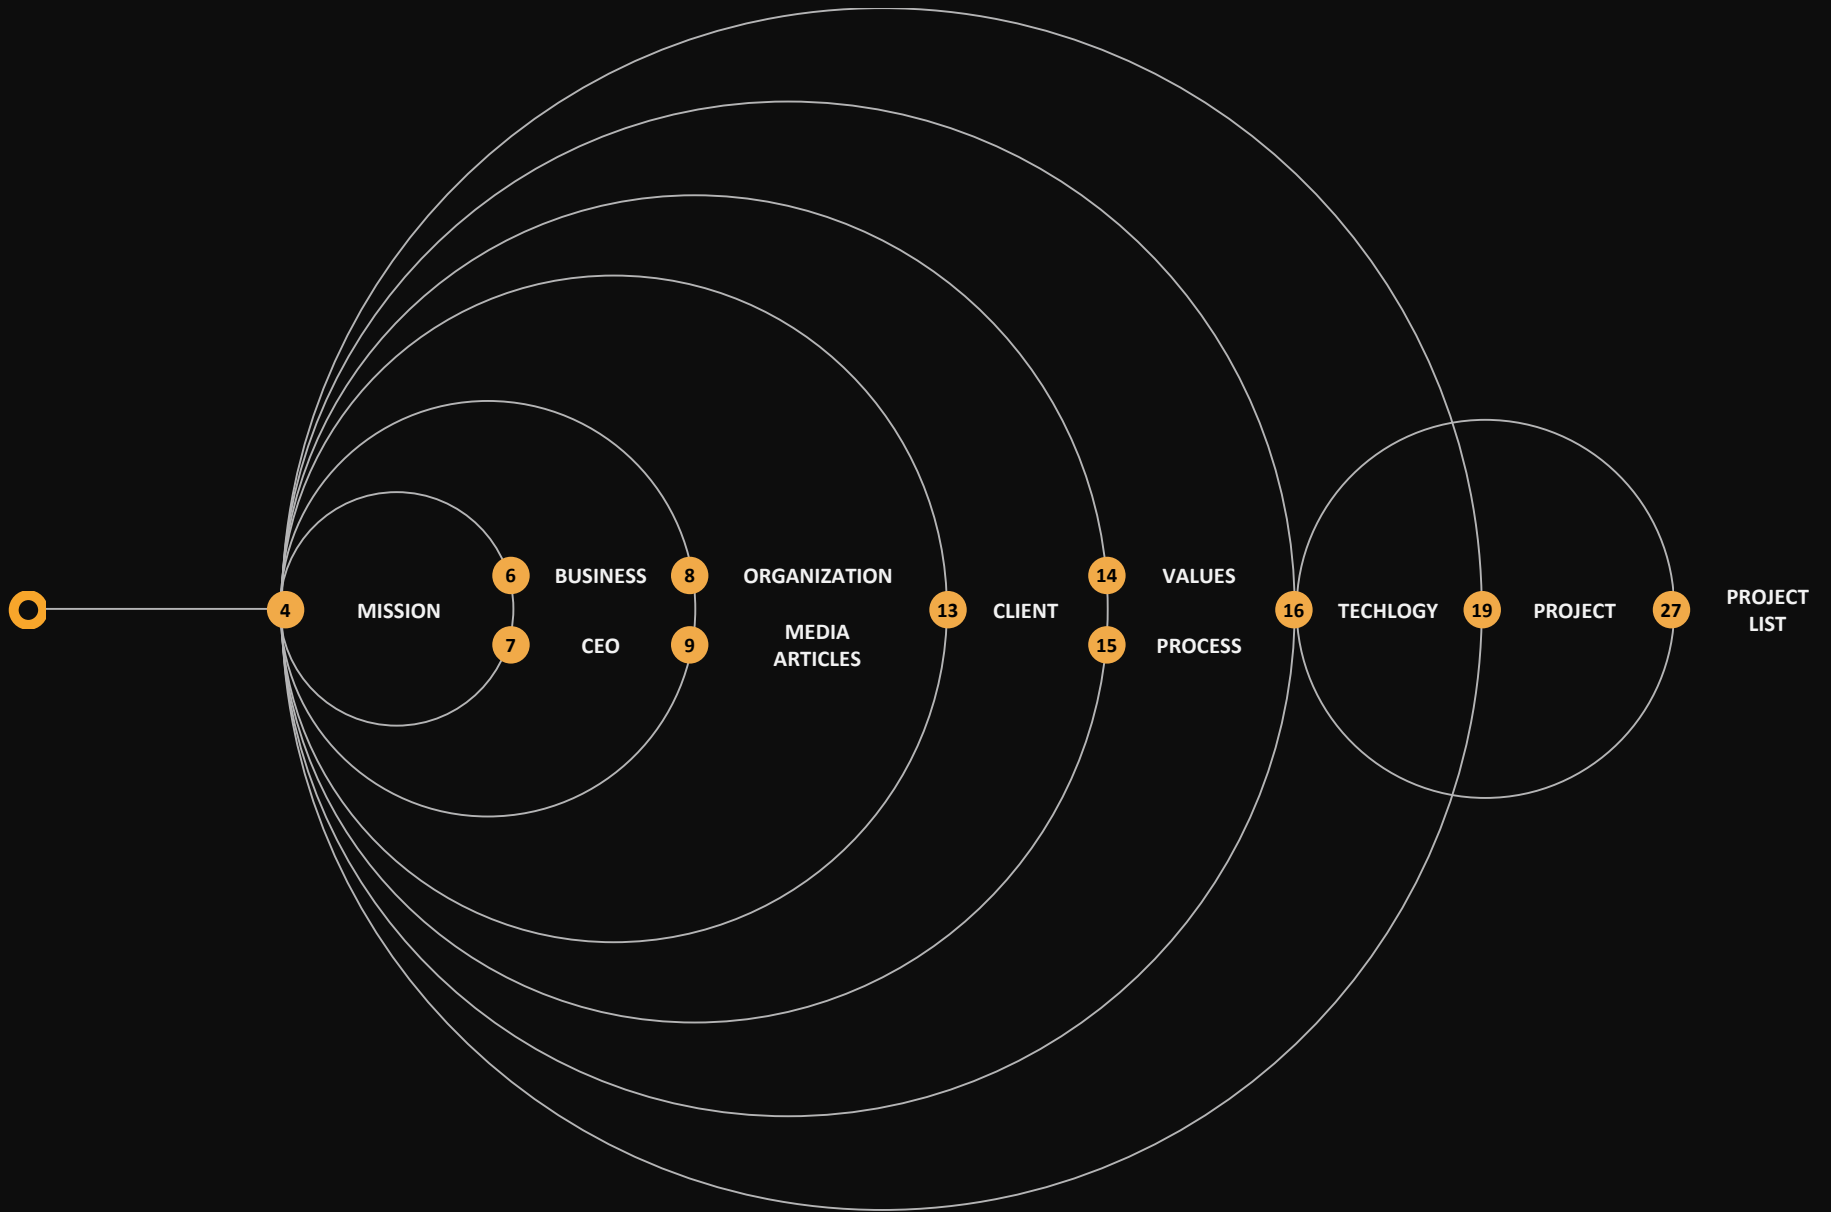 4 MISSION
6 BUSINESS
7 CEO
8 ORGANIZATION
9 MEDIA
ARTICLES
13 CLIENT
14 VALUES
15 PROCESS
16 TECHLOGY
19 PROJECT
27 PROJECT
LIST